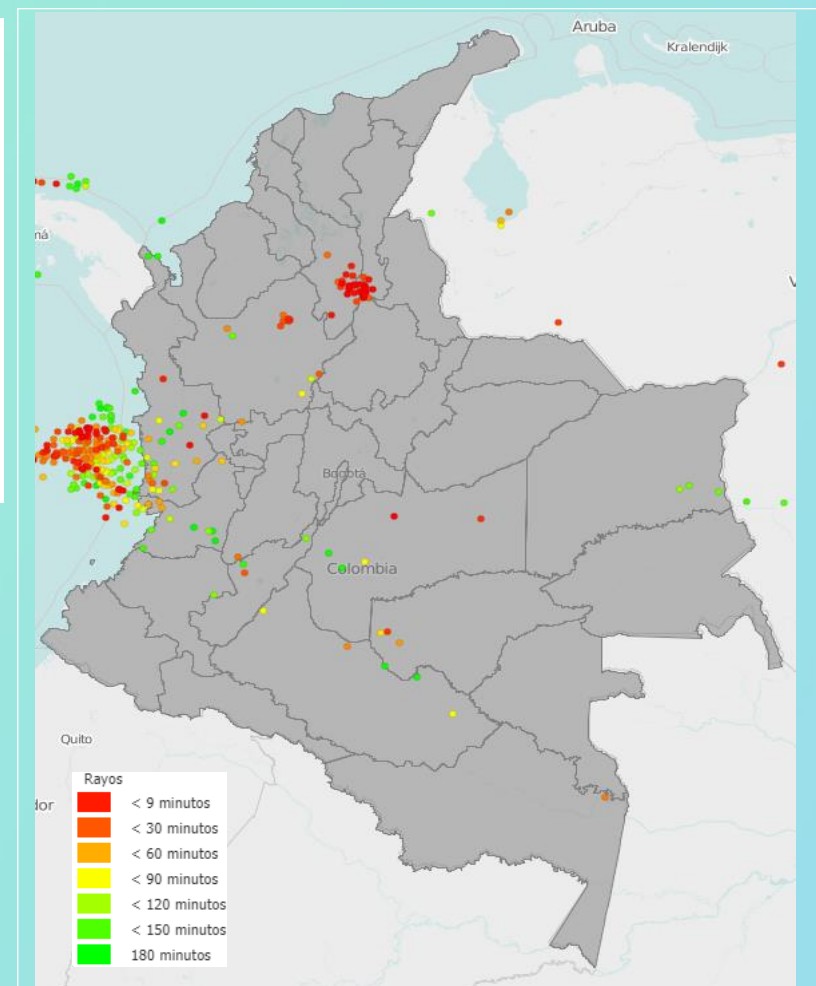 Aruba
Kralendijk
má
V
Bogotá
Colombia
Quito
dor
Rayos
< 9 minutos
< 30 minutos
< 60 minutos
< 90 minutos
< 120 minutos
< 150 minutos
180 minutos